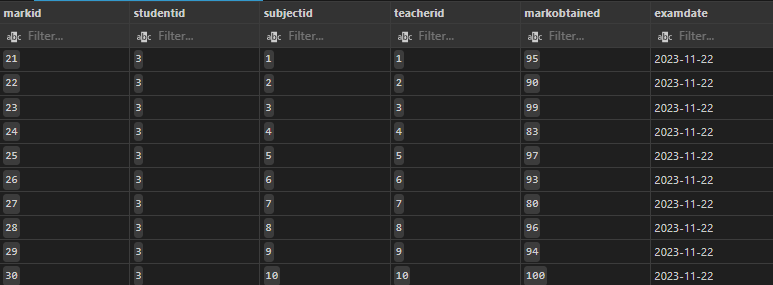 markid studentid subjectid teacherid markobtained examdate
abc Filter... abc Filter... abc Filter... abc Filter... abc Filter... abc Filter...
21 3 1 1 95 2023-11-22
22 3 2 2 90 2023-11-22
23 3 3 3 99 2023-11-22
24 3 4 4 83 2023-11-22
25 3 5 5 97 2023-11-22
26 3 6 6 93 2023-11-22
27 3 7 7 80 2023-11-22
28 3 8 8 96 2023-11-22
29 3 9 9 94 2023-11-22
30 3 10 10 100 2023-11-22